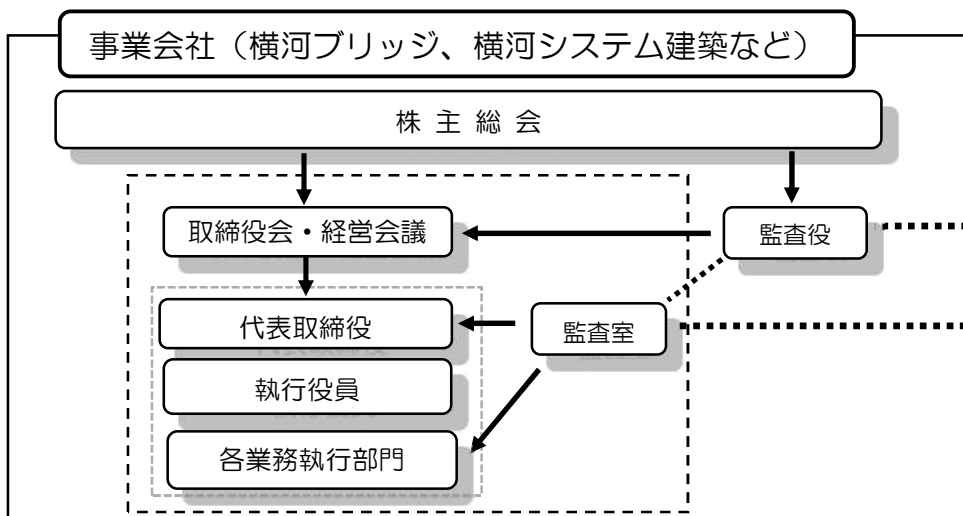 事業会社（横河ブリッジ、横河システム建築など）
株 主 総 会
取締役会・経営会議
監査役
代表取締役
監査室
執行役員
各業務執行部門